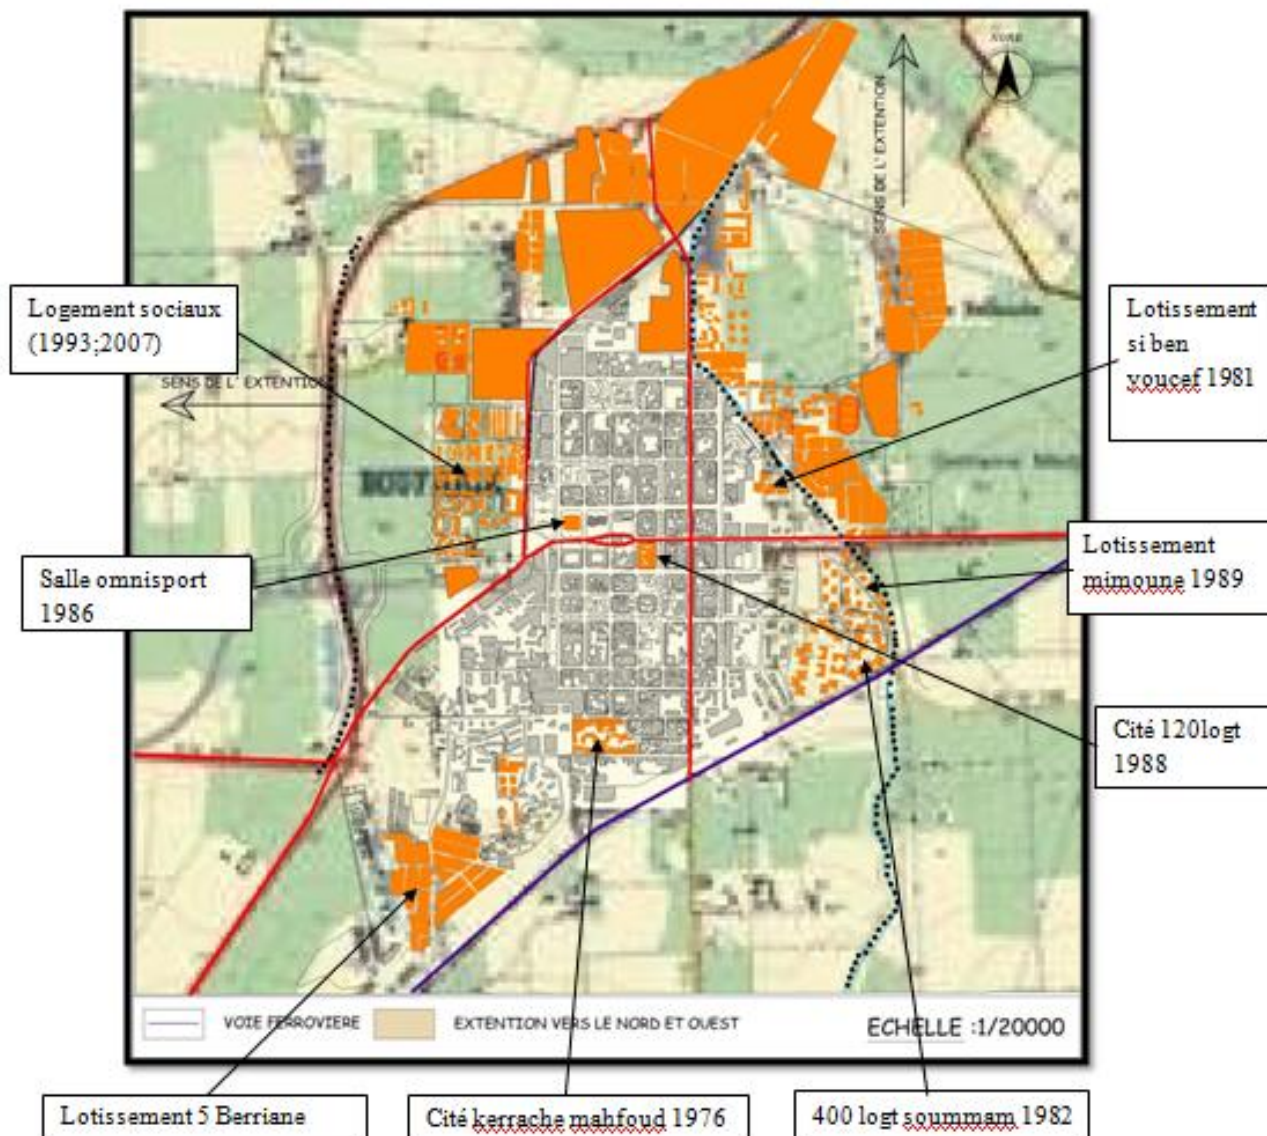 NORD
SENS DE L' EXTENTION
Logement sociaux
(1993;2007)
SENS DE L' EXTENTION
Lotissement
si ben
youcef 1981
Salle omnisport
1986
Lotissement
mimoune 1989
Cité 120logt
1988
VOIE FERROVIERE
EXTENTION VERS LE NORD ET OUEST
ECHELLE :1/20000
Lotissement 5 Berriane
Cité kerrache mahfoud 1976
400 logt soummam 1982